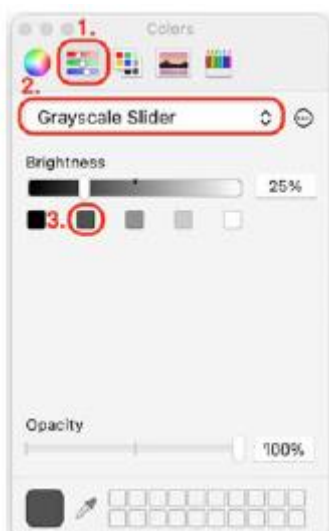 1.
Colors
2.
Grayscale Slider
Brightness
25%
3.
Opacity
100%